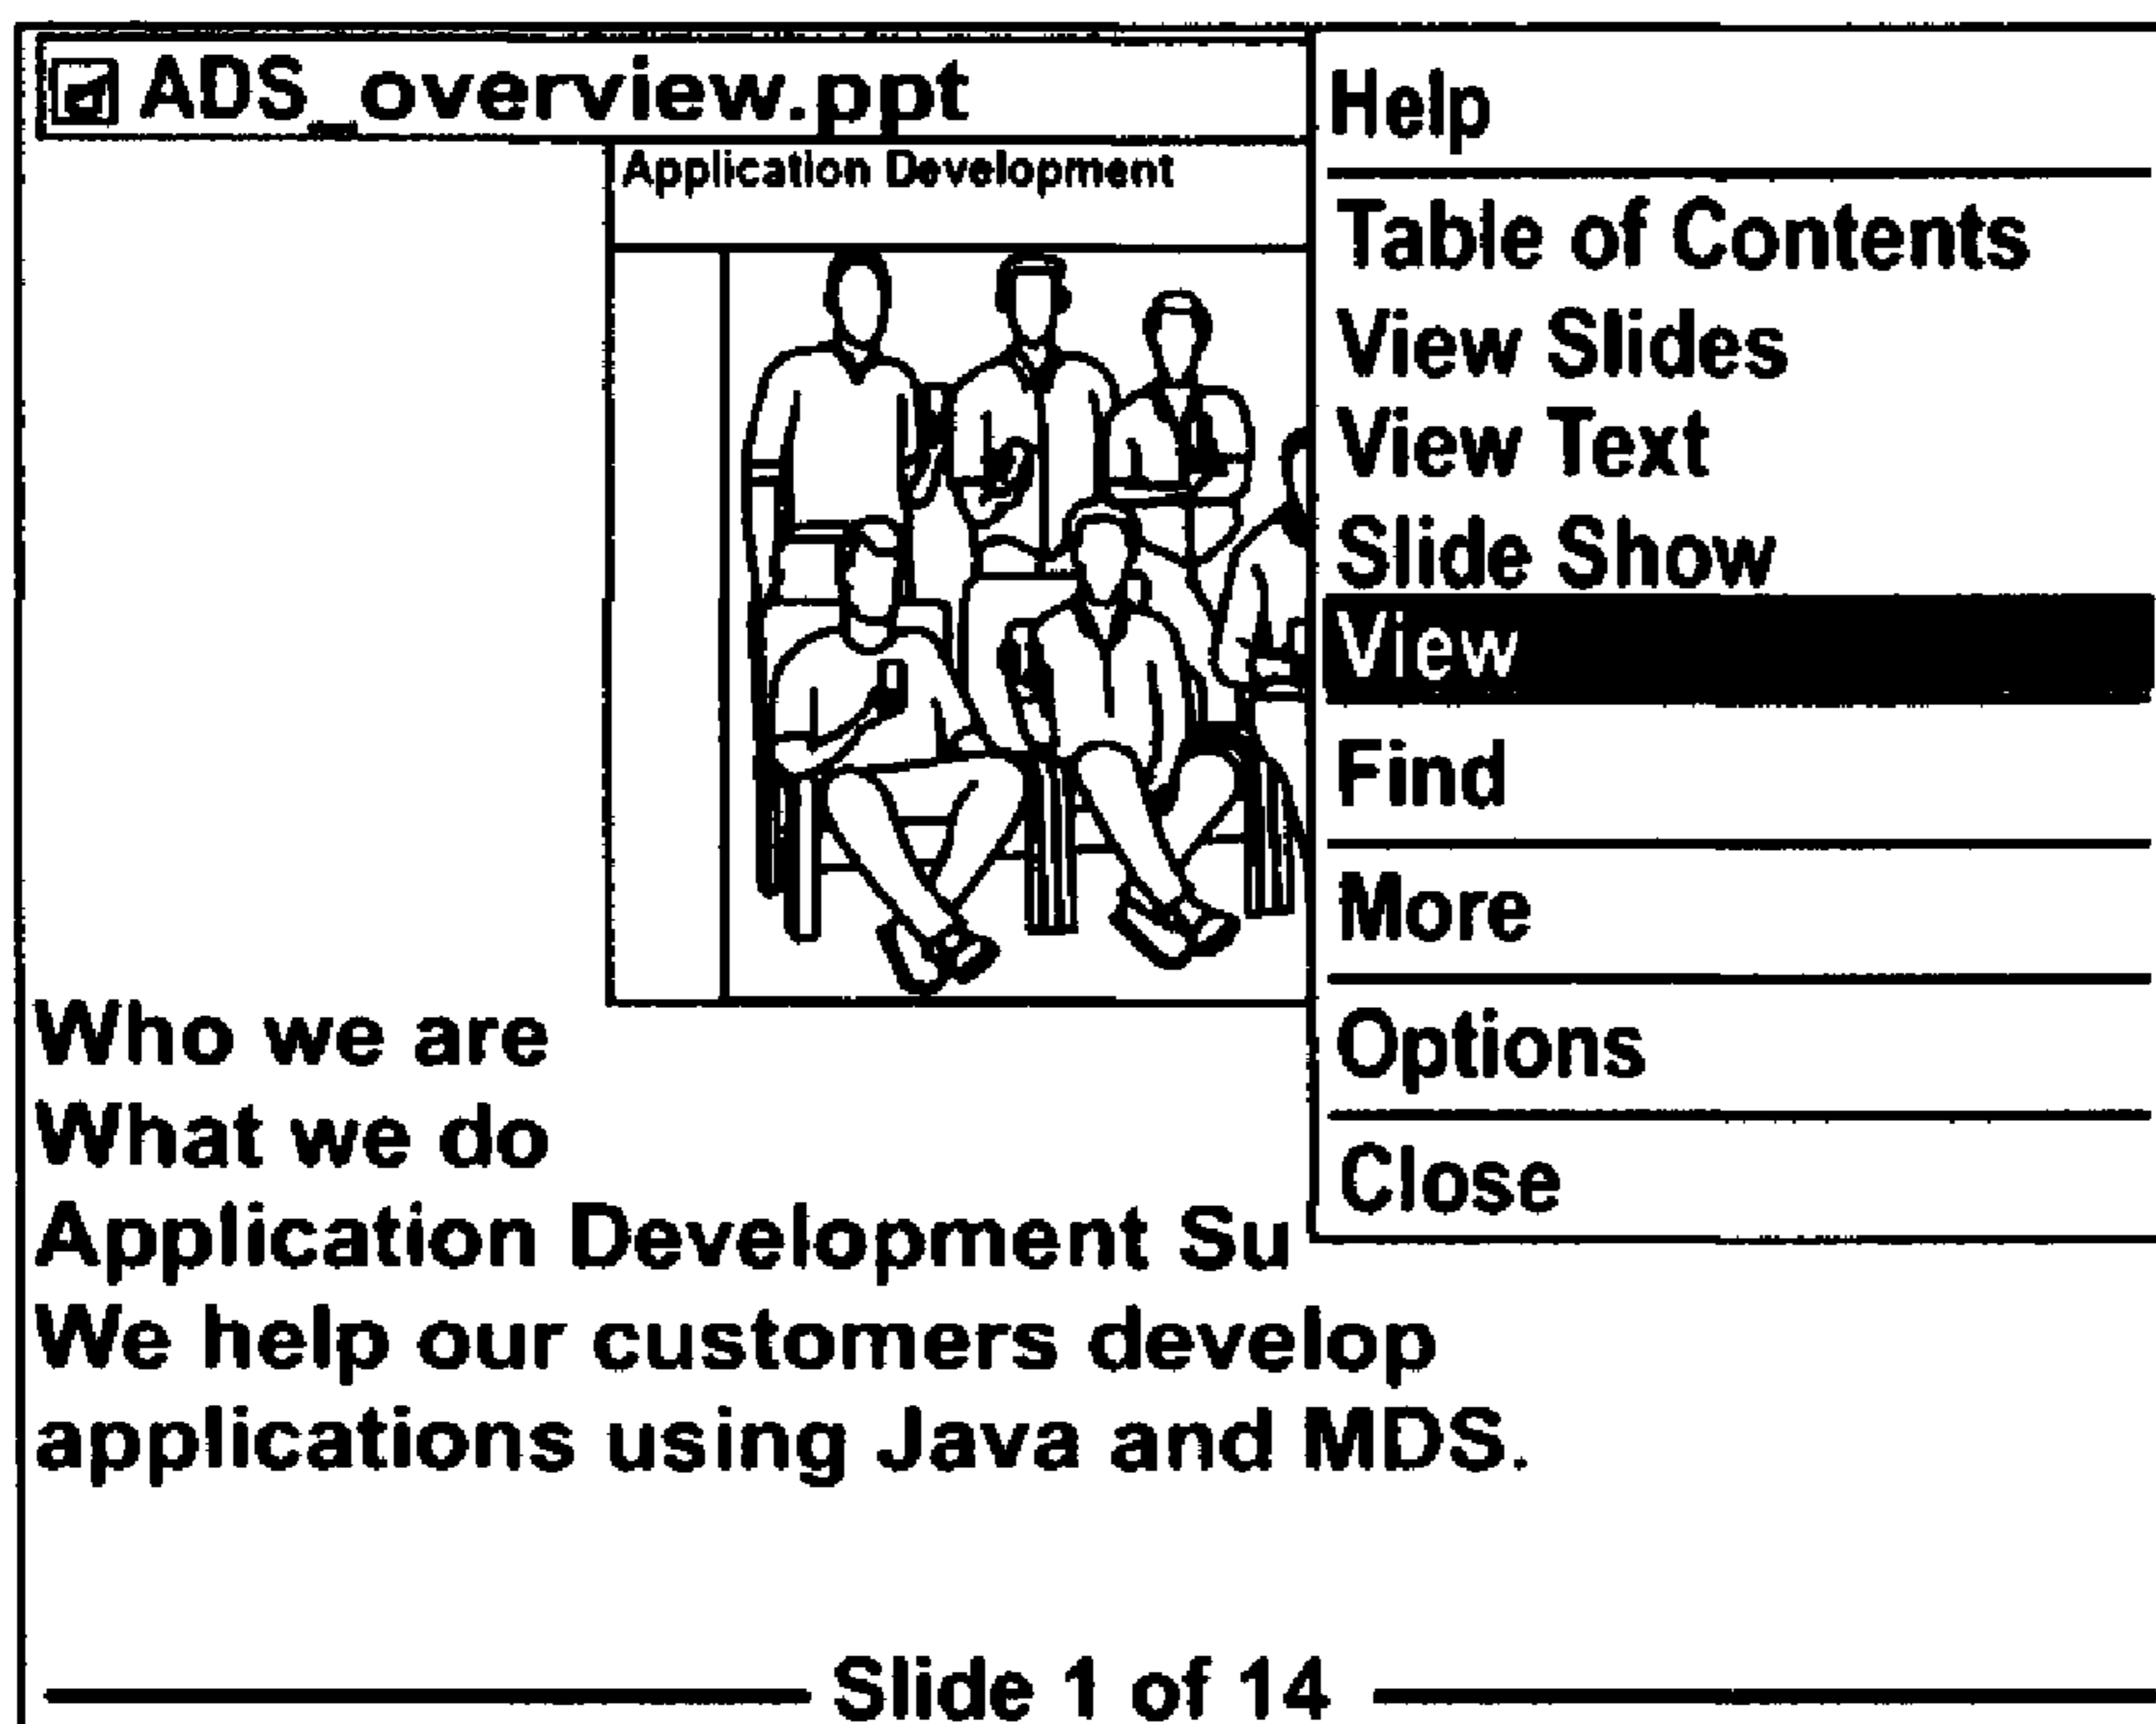 ADS_overview.ppt
Application Development
Help
Table of Contents
View Slides
View Text
Slide Show
View
Find
More
Options
Close
Who we are
What we do
Application Development Su
We help our customers develop
applications using Java and MDS.
Slide 1 of 14